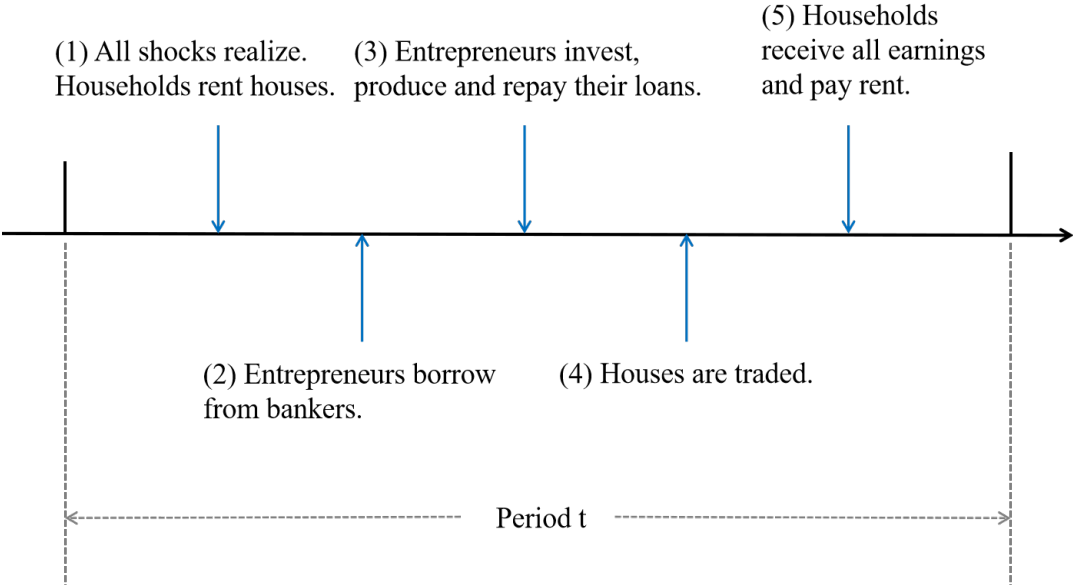 (1) All shocks realize.
Households rent houses.
(3) Entrepreneurs invest,
produce and repay their loans.
(5) Households
receive all earnings
and pay rent.
(2) Entrepreneurs borrow
from bankers.
(4) Houses are traded.
Period t